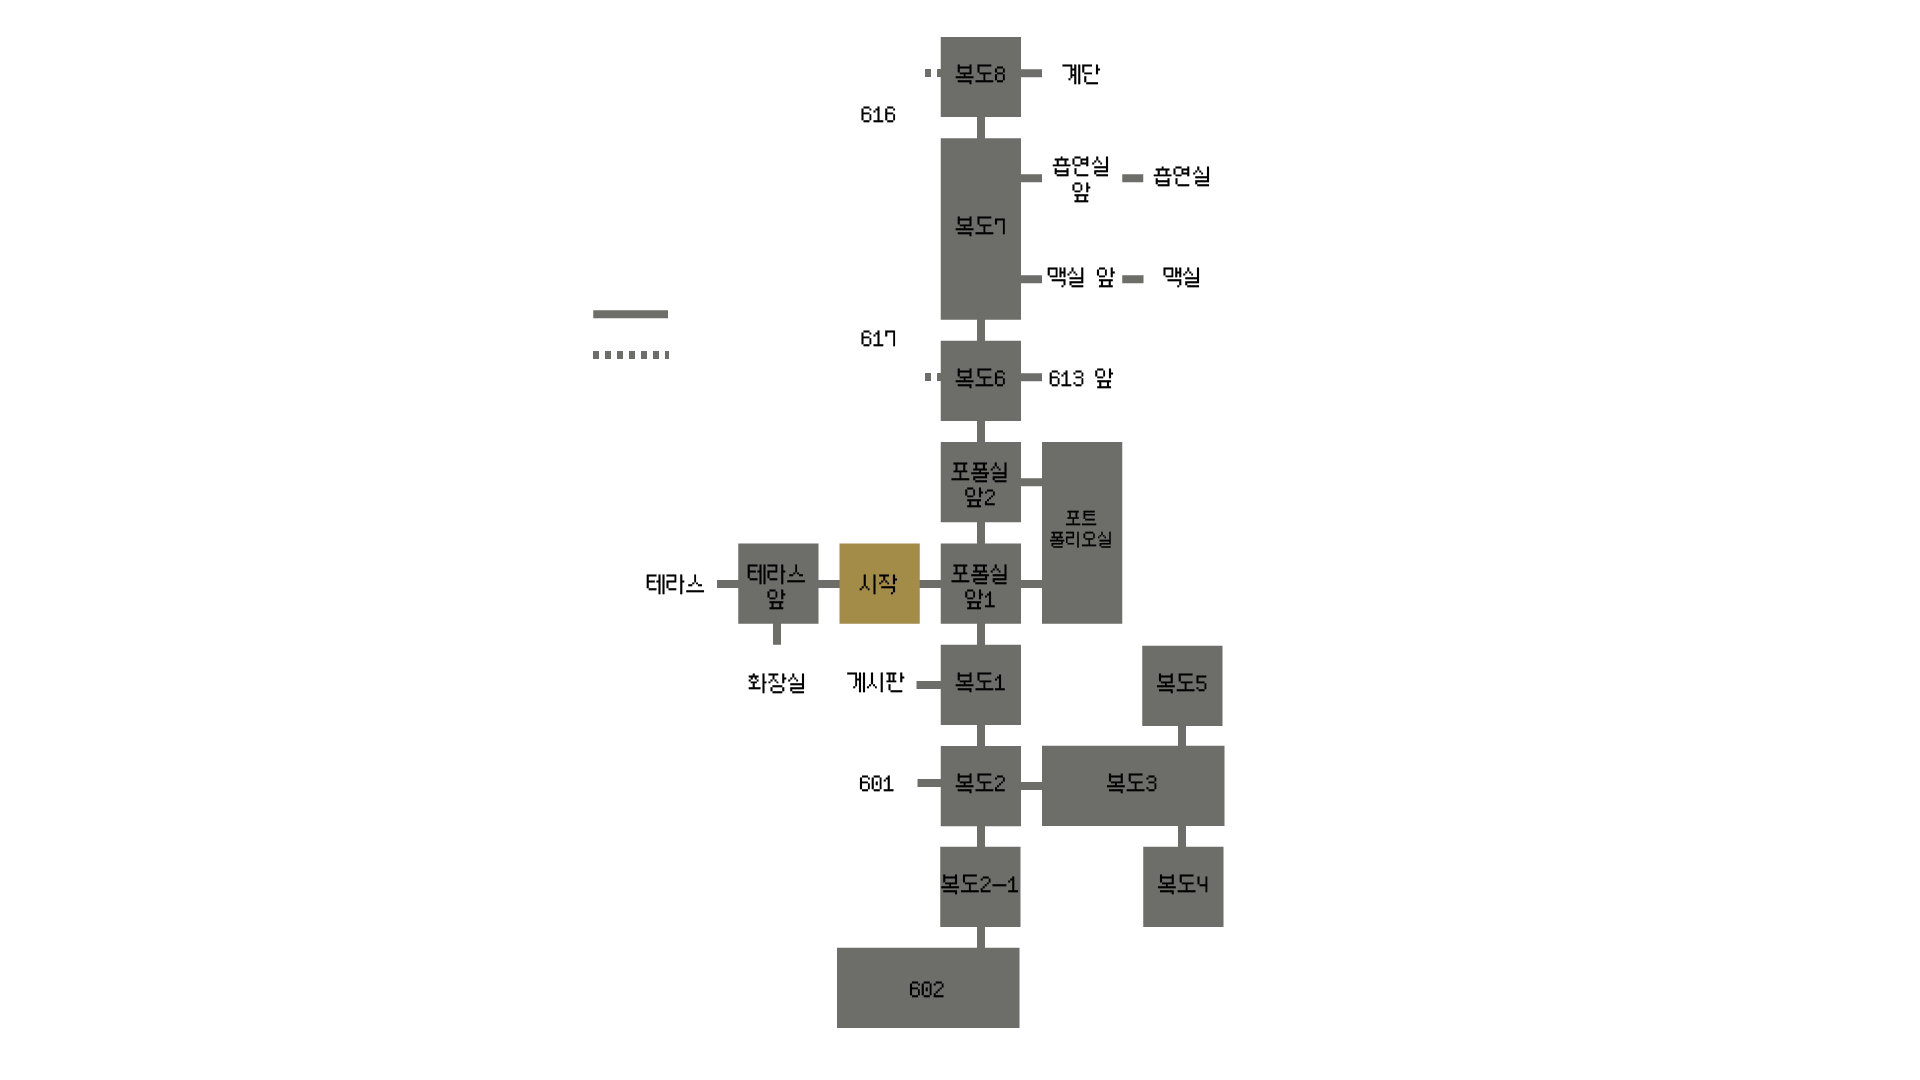 복도8
계단
616
흡연실
앞
흡연실
복도7
맥실 앞
맥실
617
복도6
613 앞
포폴실
앞2
포트
폴리오실
테라스
테라스
앞
시작
포폴실
앞1
화장실
게시판
복도1
복도5
601
복도2
복도3
복도2-1
복도4
602